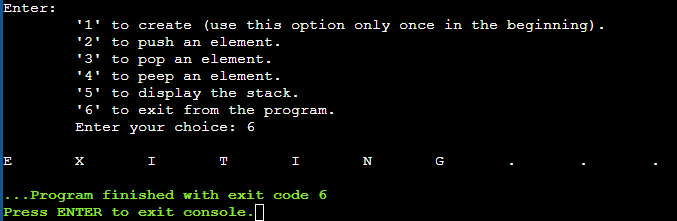 Enter:
'1' to create (use this option only once in the beginning).
'2' to push an element.
'3' to pop an element.
'4' to peep an element.
'5' to display the stack.
'6' to exit from the program.
Enter your choice: 6
E X I T I N G . . .
...Program finished with exit code 6
Press ENTER to exit console.